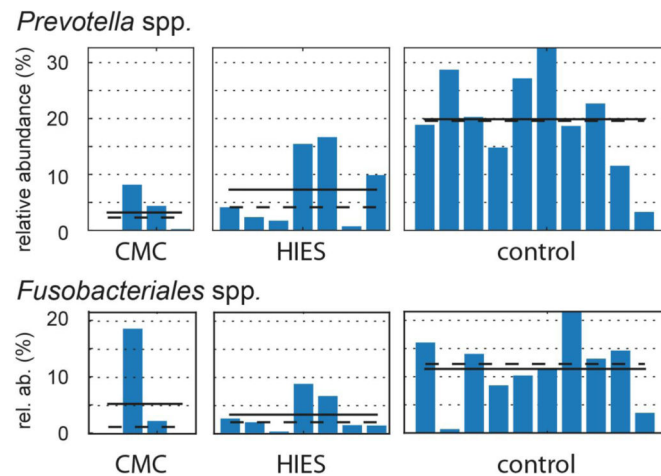 Prevotella spp.
relative abundance (%)
30
20
10
0
CMC
HIES
control
Fusobacteriales spp.
rel. ab. (%)
20
10
0
CMC
HIES
control